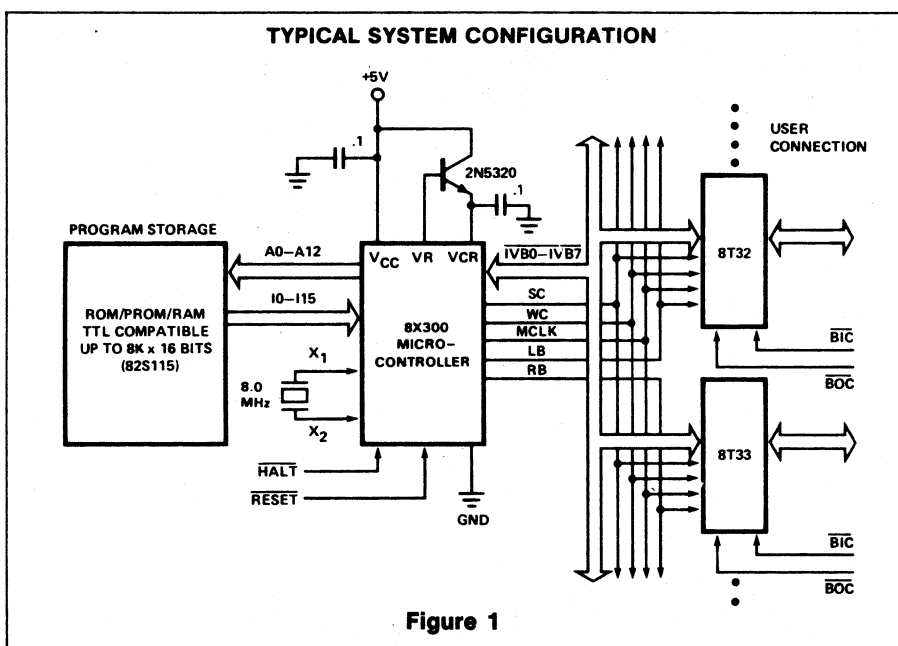 TYPICAL SYSTEM CONFIGURATION
+5V
.1
2N5320
.1
USER
CONNECTION
PROGRAM STORAGE
A0–A12
I0–I15
ROM/PROM/RAM
TTL COMPATIBLE
UP TO 8K x 16 BITS
(82S115)
X1
8.0
MHz
X2
VCC VR VCR
8X300
MICRO-
CONTROLLER
IVB0–IVB7
SC
WC
MCLK
LB
RB
HALT
RESET
GND
8T32
BIC
BOC
8T33
BIC
BOC
Figure 1